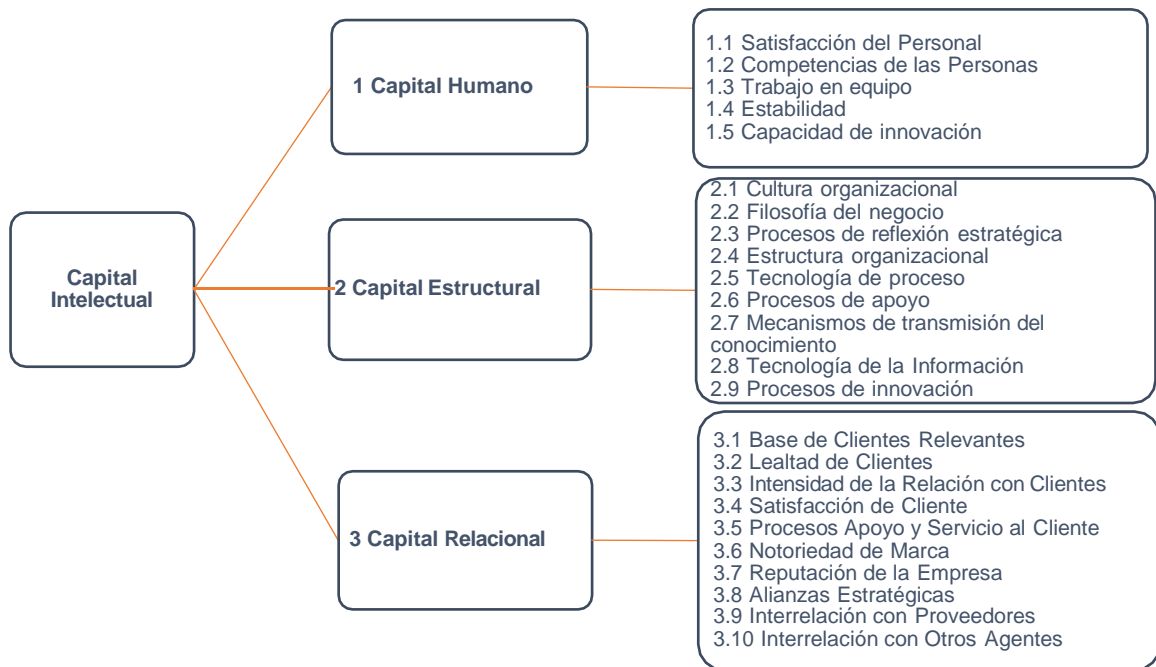 Capital
Intelectual
1 Capital Humano
1.1 Satisfacción del Personal
1.2 Competencias de las Personas
1.3 Trabajo en equipo
1.4 Estabilidad
1.5 Capacidad de innovación
2 Capital Estructural
2.1 Cultura organizacional
2.2 Filosofía del negocio
2.3 Procesos de reflexión estratégica
2.4 Estructura organizacional
2.5 Tecnología de proceso
2.6 Procesos de apoyo
2.7 Mecanismos de transmisión del
conocimiento
2.8 Tecnología de la Información
2.9 Procesos de innovación
3 Capital Relacional
3.1 Base de Clientes Relevantes
3.2 Lealtad de Clientes
3.3 Intensidad de la Relación con Clientes
3.4 Satisfacción de Cliente
3.5 Procesos Apoyo y Servicio al Cliente
3.6 Notoriedad de Marca
3.7 Reputación de la Empresa
3.8 Alianzas Estratégicas
3.9 Interrelación con Proveedores
3.10 Interrelación con Otros Agentes